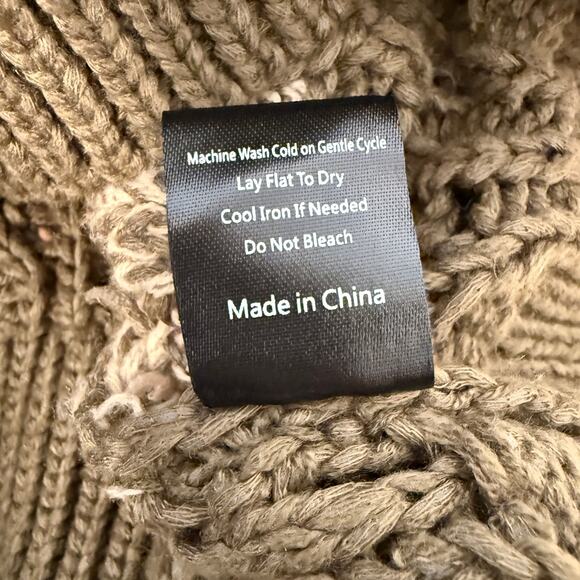 Machine Wash Cold on Gentle Cycle
Lay Flat To Dry
Cool Iron If Needed
Do Not Bleach
Made in China